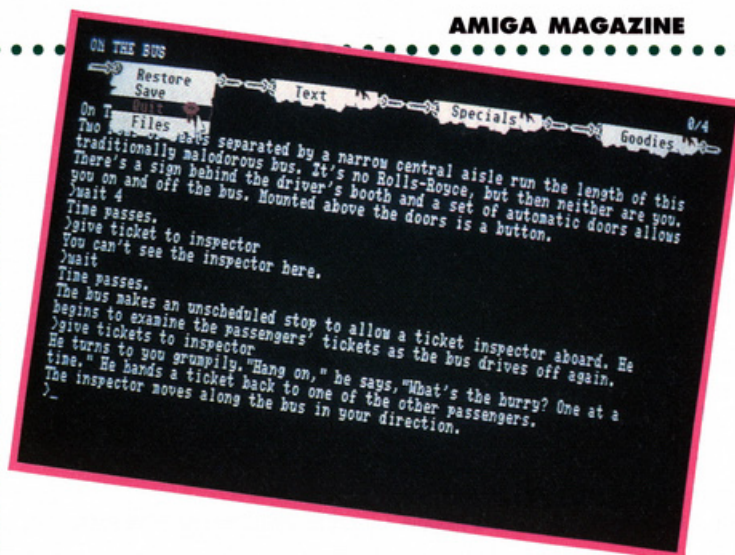 AMIGA MAGAZINE
ON THE BUS
0/4
Restore
Save
Quit
Files
Text
Specials
Goodies
On T
Two seats separated by a narrow central aisle run the length of this
traditionally malodorous bus. It's no Rolls-Royce, but then neither are you.
There's a sign behind the driver's booth and a set of automatic doors allows
you on and off the bus. Mounted above the doors is a button.
>wait 4
Time passes.
>give ticket to inspector
You can't see the inspector here.
>wait
Time passes.
The bus makes an unscheduled stop to allow a ticket inspector aboard. He
begins to examine the passengers' tickets as the bus drives off again.
>give tickets to inspector
He turns to you grumpily."Hang on," he says,"What's the hurry? One at a
time." He hands a ticket back to one of the other passengers.
The inspector moves along the bus in your direction.
>_